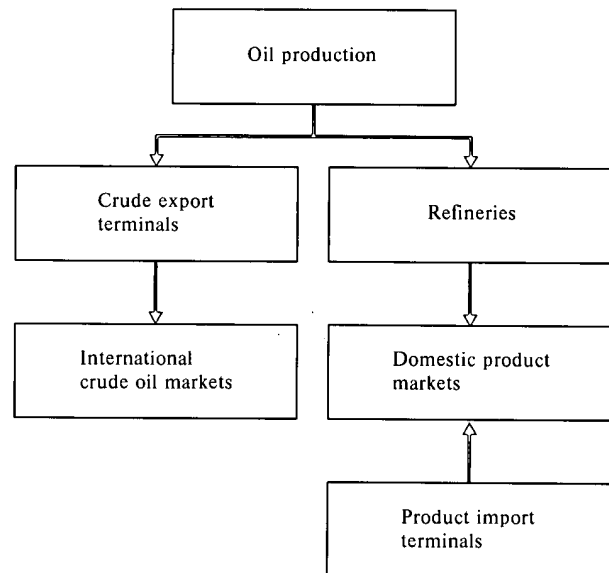 Oil production
Crude export
terminals
Refineries
International
crude oil markets
Domestic product
markets
Product import
terminals